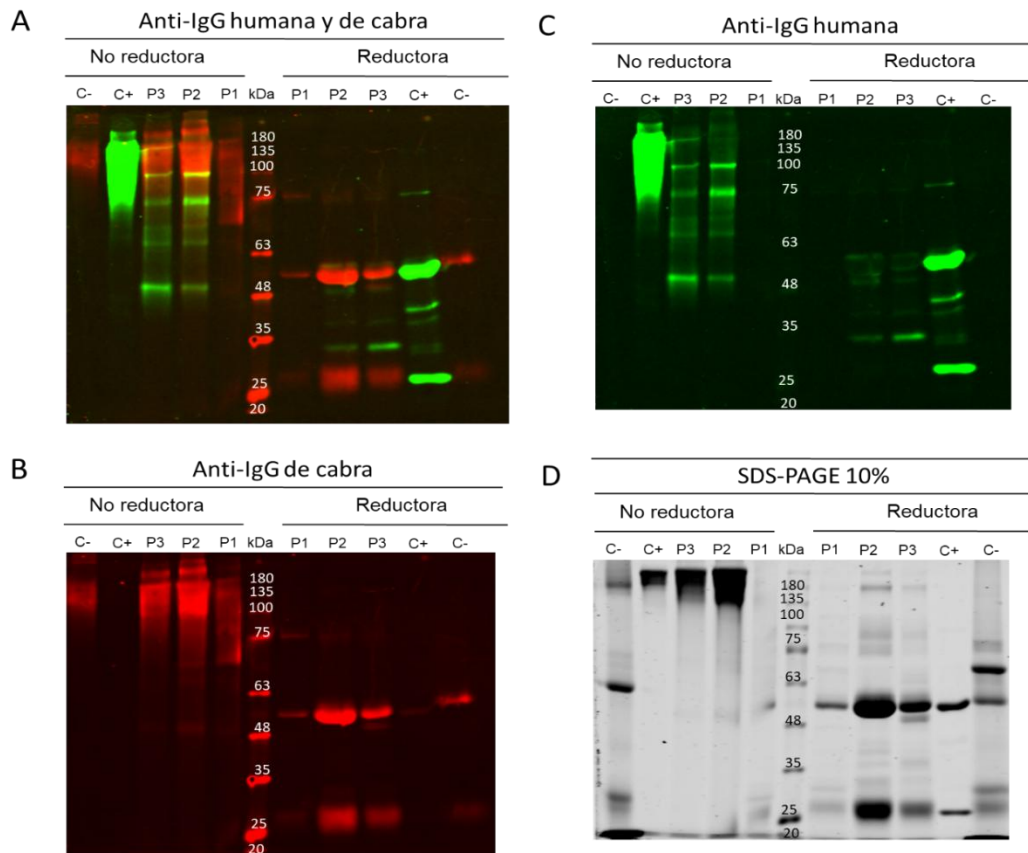 A
Anti-IgG humana y de cabra
No reductora Reductora
C- C+ P3 P2 P1 kDa P1 P2 P3 C+ C-
180
135
100
75
63
48
35
25
20
B
Anti-IgG de cabra
No reductora Reductora
C- C+ P3 P2 P1 kDa P1 P2 P3 C+ C-
180
135
100
75
63
48
35
25
20
C
Anti-IgG humana
No reductora Reductora
C- C+ P3 P2 P1 kDa P1 P2 P3 C+ C-
180
135
100
75
63
48
35
25
20
D
SDS-PAGE 10%
No reductora Reductora
C- C+ P3 P2 P1 kDa P1 P2 P3 C+ C-
180
135
100
75
63
48
35
25
20